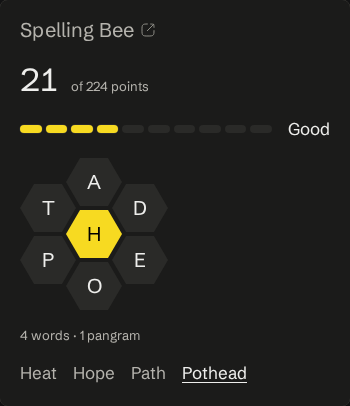 Spelling Bee
21 of 224 points
Good
A
T D
H
P E
O
4 words · 1 pangram
Heat Hope Path Pothead